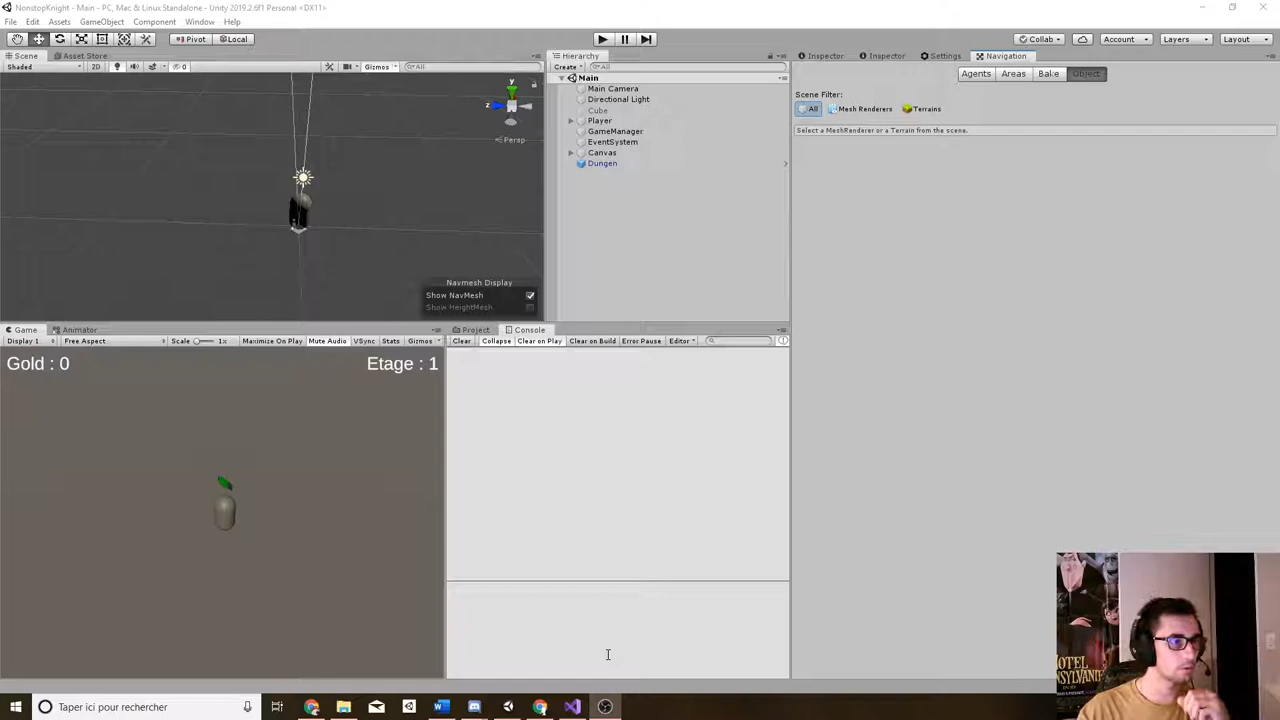 NonstopKnight - Main - PC, Mac & Linux Standalone - Unity 2019.2.6f1 Personal <DX11>
File Edit Assets GameObject Component Window Help
Pivot Local Collab Account Layers Layout
Scene Asset Store
Shaded 2D 0 Gizmos All
y
z
Persp
Navmesh Display
Show NavMesh
Show HeightMesh
Hierarchy
Create All
Main
Main Camera
Directional Light
Cube
Player
GameManager
EventSystem
Canvas
Dungen
Inspector Inspector Settings Navigation
Agents Areas Bake Object
Scene Filter:
All Mesh Renderers Terrains
Select a MeshRenderer or a Terrain from the scene.
Game Animator
Display 1 Free Aspect Scale 1x Maximize On Play Mute Audio VSync Stats Gizmos
Gold : 0
Etage : 1
Project Console
Clear Collapse Clear on Play Clear on Build Error Pause Editor
HOTEL
Taper ici pour rechercher